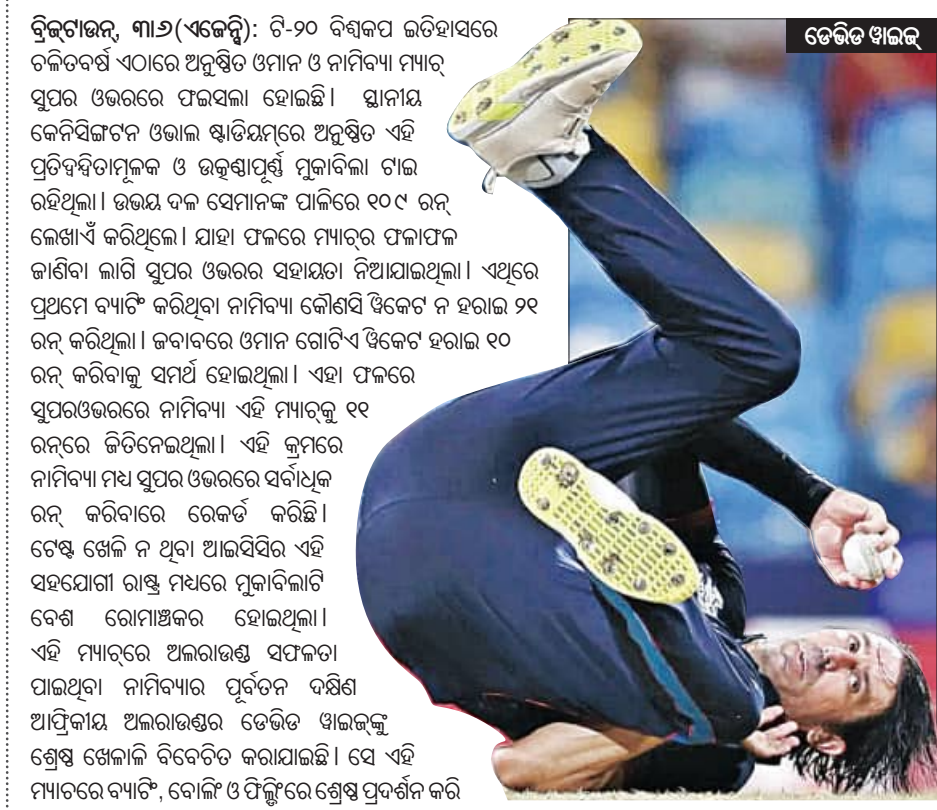 ବ୍ରିଜ୍‌ଟାଉନ୍, ୩ା୬(ଏଜେନ୍ସି): ଟି-୨୦ ବିଶ୍ୱକପ ଇତିହାସରେ
ଚଳିତବର୍ଷ ଏଠାରେ ଅନୁଷ୍ଠିତ ଓମାନ ଓ ନାମିବ୍ୟା ମ୍ୟାଚ୍
ସୁପର ଓଭରରେ ଫଇସଲା ହୋଇଛି। ସ୍ଥାନୀୟ
କେନିସିଙ୍ଗଟନ ଓଭାଲ ଷ୍ଟାଡିୟମ୍‌ରେ ଅନୁଷ୍ଠିତ ଏହି
ପ୍ରତିଦ୍ୱନ୍ଦ୍ୱିତାମୂଳକ ଓ ଉତ୍କଣ୍ଠାପୂର୍ଣ୍ଣ ମୁକାବିଲା ଟାଇ
ରହିଥିଲା। ଉଭୟ ଦଳ ସେମାନଙ୍କ ପାଳିରେ ୧୦୯ ରନ୍
ଲେଖାଏଁ କରିଥିଲେ। ଯାହା ଫଳରେ ମ୍ୟାଚ୍‌ର ଫଳାଫଳ
ଜାଣିବା ଲାଗି ସୁପର ଓଭରର ସହାୟତା ନିଆଯାଇଥିଲା। ଏଥିରେ
ପ୍ରଥମେ ବ୍ୟାଟିଂ କରିଥିବା ନାମିବ୍ୟା କୌଣସି ୱିକେଟ ନ ହରାଇ ୨୧
ରନ୍ କରିଥିଲା। ଜବାବରେ ଓମାନ ଗୋଟିଏ ୱିକେଟ ହରାଇ ୧୦
ରନ୍ କରିବାକୁ ସମର୍ଥ ହୋଇଥିଲା। ଏହା ଫଳରେ
ସୁପରଓଭରରେ ନାମିବ୍ୟା ଏହି ମ୍ୟାଚ୍‌କୁ ୧୧
ରନ୍‌ରେ ଜିତିନେଇଥିଲା। ଏହି କ୍ରମରେ
ନାମିବ୍ୟା ମଧ୍ୟ ସୁପର ଓଭରରେ ସର୍ବାଧିକ
ରନ୍ କରିବାରେ ରେକର୍ଡ କରିଛି।
ଟେଷ୍ଟ ଖେଳି ନ ଥିବା ଆଇସିସିର ଏହି
ସହଯୋଗୀ ରାଷ୍ଟ୍ର ମଧ୍ୟରେ ମୁକାବିଲାଟି
ବେଶ ରୋମାଞ୍ଚକର ହୋଇଥିଲା।
ଏହି ମ୍ୟାଚ୍‌ରେ ଅଲରାଉଣ୍ଡ ସଫଳତା
ପାଇଥିବା ନାମିବ୍ୟାର ପୂର୍ବତନ ଦକ୍ଷିଣ
ଆଫ୍ରିକୀୟ ଅଲରାଉଣ୍ଡର ଡେଭିଡ ୱାଇଜ୍‌ଙ୍କୁ
ଶ୍ରେଷ୍ଠ ଖେଳାଳି ବିବେଚିତ କରାଯାଇଛି। ସେ ଏହି
ମ୍ୟାଚରେ ବ୍ୟାଟିଂ, ବୋଲିଂ ଓ ଫିଲ୍ଡିଂରେ ଶ୍ରେଷ୍ଠ ପ୍ରଦର୍ଶନ କରି
ଡେଭିଡ ୱାଇଜ୍